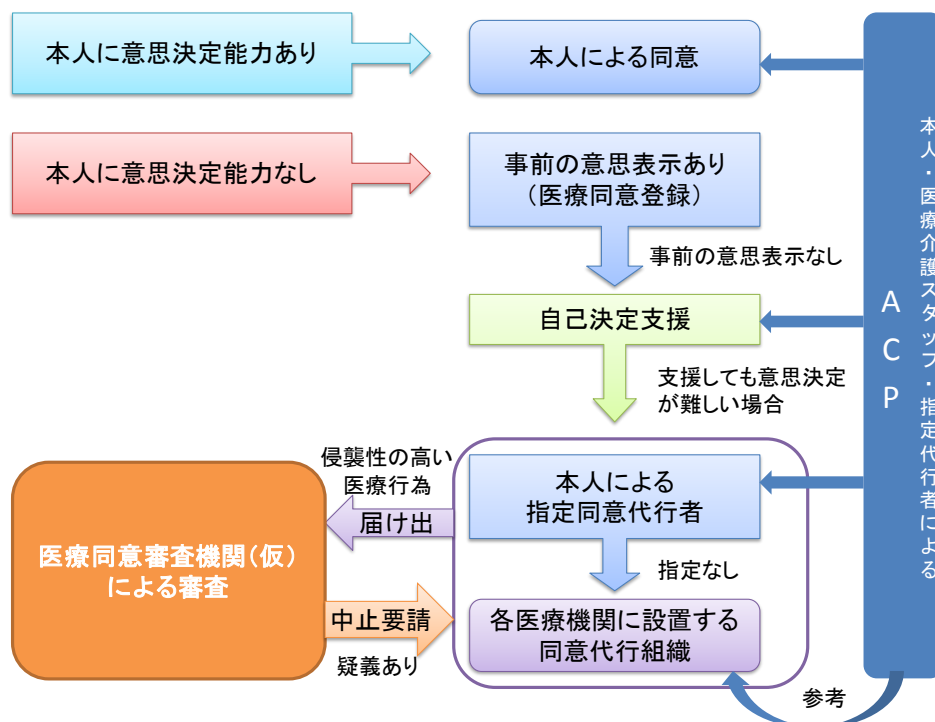 本人に意思決定能力あり
本人による同意
本人に意思決定能力なし
事前の意思表示あり
(医療同意登録)
事前の意思表示なし
自己決定支援
支援しても意思決定
が難しい場合
侵襲性の高い
医療行為
届け出
本人による
指定同意代行者
医療同意審査機関(仮)
による審査
指定なし
中止要請
疑義あり
各医療機関に設置する
同意代行組織
参考
ACP
本人・医療介護スタッフ・指定代行者による